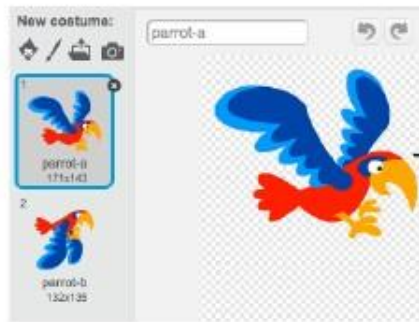 New costume:
parrot-a
1
parrot-a
171x143
2
parrot-b
132x135